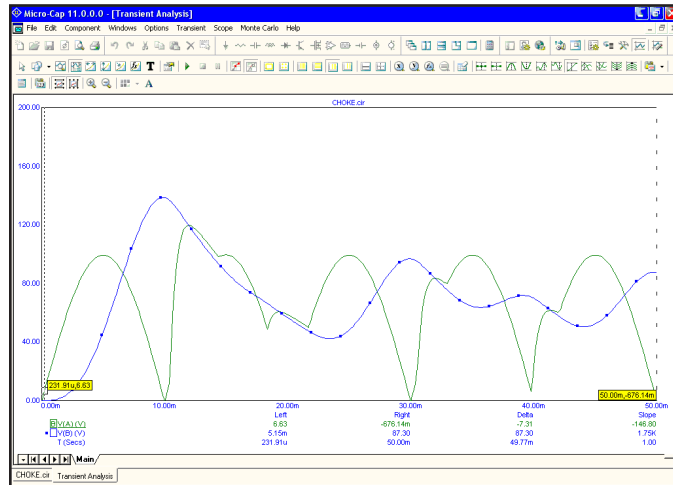 Micro-Cap 11.0.0.0 - [Transient Analysis]
File Edit Component Windows Options Transient Scope Monte Carlo Help
CHOKE.cir
200.00
160.00
120.00
80.00
40.00
0.00
231.91u,6.63
50.00m,-676.14m
0.00m 10.00m 20.00m 30.00m 40.00m 50.00m
Left Right Delta Slope
V(A) (V) 6.63 -676.14m -7.31 -146.80
V(B) (V) 5.15m 87.30 87.30 1.75K
T (Secs) 231.91u 50.00m 49.77m 1.00
Main
CHOKE.cir Transient Analysis